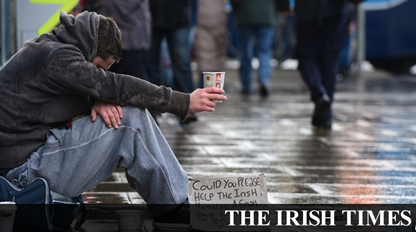 COULD YOU PLEASE
HELP THE IRISH
THE IRISH TIMES